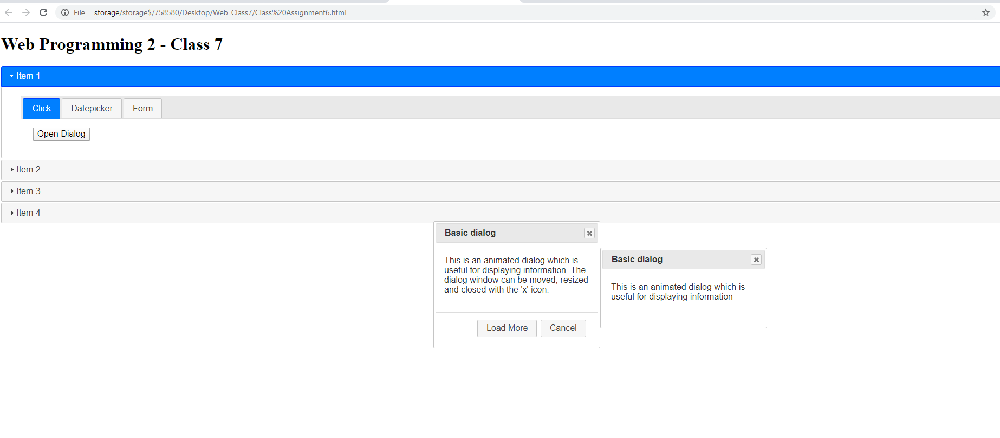 File storage/storage$/758580/Desktop/Web_Class7/Class%20Assignment6.html
Web Programming 2 - Class 7
Item 1
Click Datepicker Form
Open Dialog
Item 2
Item 3
Item 4
Basic dialog
This is an animated dialog which is
useful for displaying information. The
dialog window can be moved, resized
and closed with the 'x' icon.
Load More Cancel
Basic dialog
This is an animated dialog which is
useful for displaying information